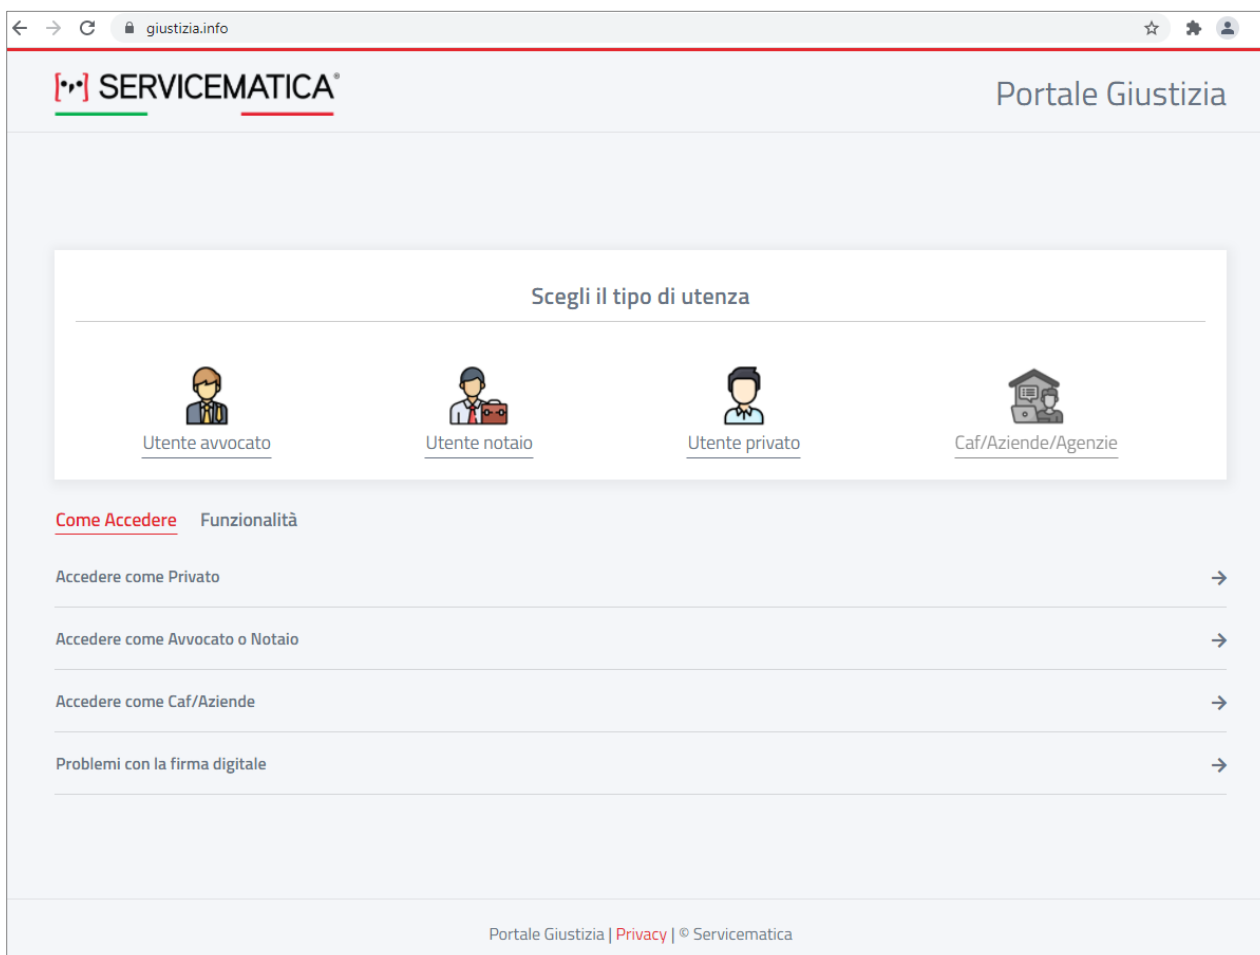 giustizia.info
[••] SERVICEMATICA®
Portale Giustizia
Scegli il tipo di utenza
Utente avvocato
Utente notaio
Utente privato
Caf/Aziende/Agenzie
Come Accedere
Funzionalità
Accedere come Privato
Accedere come Avvocato o Notaio
Accedere come Caf/Aziende
Problemi con la firma digitale
Portale Giustizia | Privacy | © Servicematica